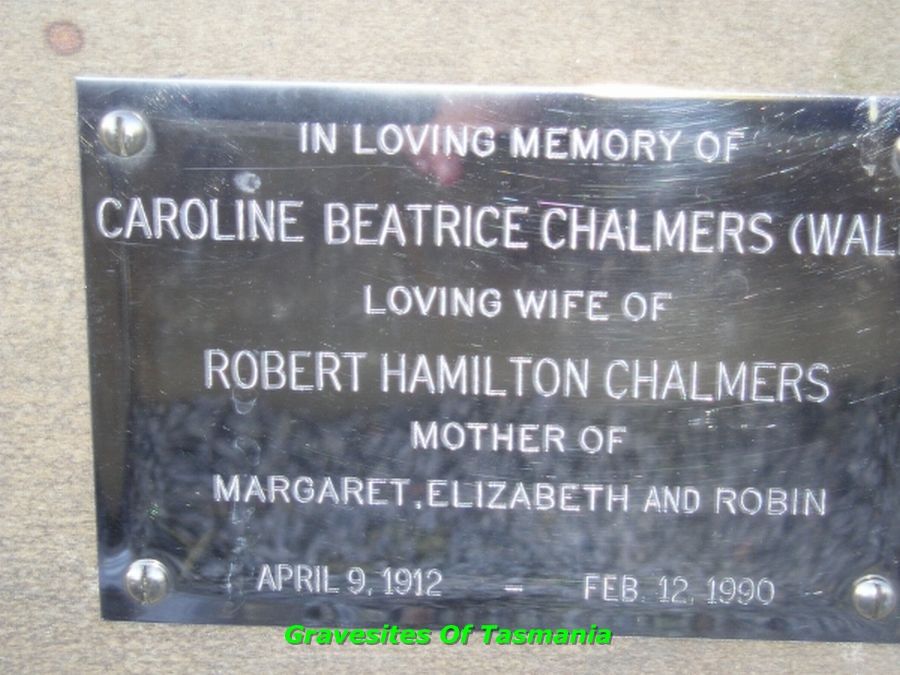 IN LOVING MEMORY OF
CAROLINE BEATRICE CHALMERS
LOVING WIFE OF
ROBERT HAMILTON CHALMERS
MOTHER OF
MARGARET, ELIZABETH AND ROBIN
APRIL 9, 1912 – FEB. 12, 1990
Gravesites Of Tasmania